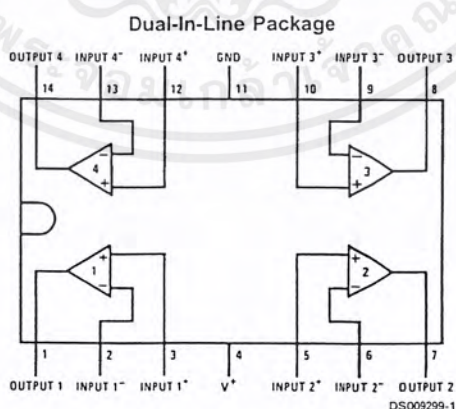 Dual-In-Line Package
OUTPUT 4 INPUT 4- INPUT 4+ GND INPUT 3+ INPUT 3- OUTPUT 3
14 13 12 11 10 9 8
- -
4 3
+ +
+ +
1 2
- -
1 2 3 4 5 6 7
OUTPUT 1 INPUT 1- INPUT 1+ V+ INPUT 2+ INPUT 2- OUTPUT 2
DS009299-1